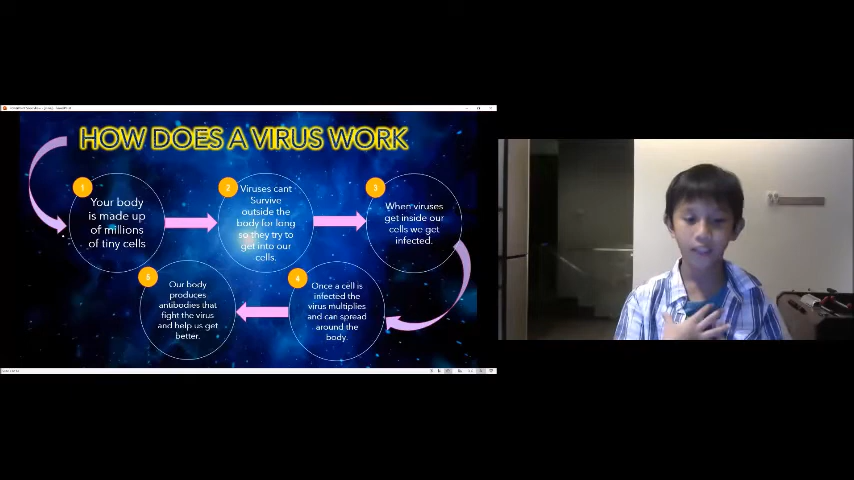 HOW DOES A VIRUS WORK
1
Your body
is made up
of millions
of tiny cells
2
Viruses cant
Survive
outside the
body for long
so they try to
get into our
cells.
3
When viruses
get inside our
cells we get
infected.
4
Once a cell is
infected the
virus multiplies
and can spread
around the
body.
5
Our body
produces
antibodies that
fight the virus
and help us get
better.